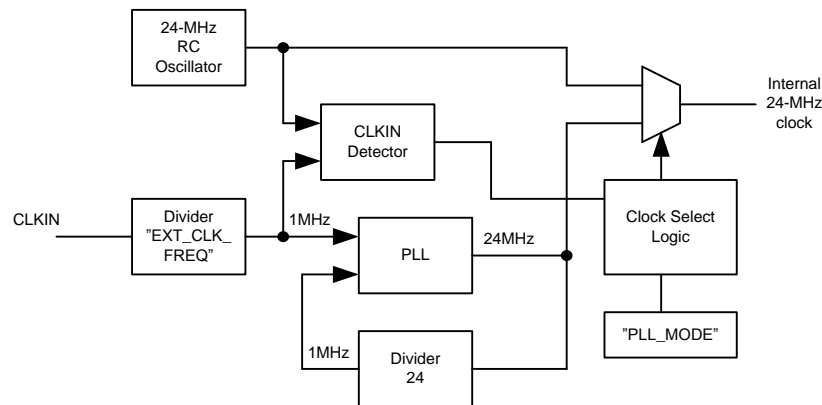 24-MHz
RC
Oscillator
Internal
24-MHz
clock
CLKIN
Detector
CLKIN
Divider
"EXT_CLK_
FREQ"
1MHz
PLL
24MHz
Clock Select
Logic
1MHz
Divider
24
"PLL_MODE"